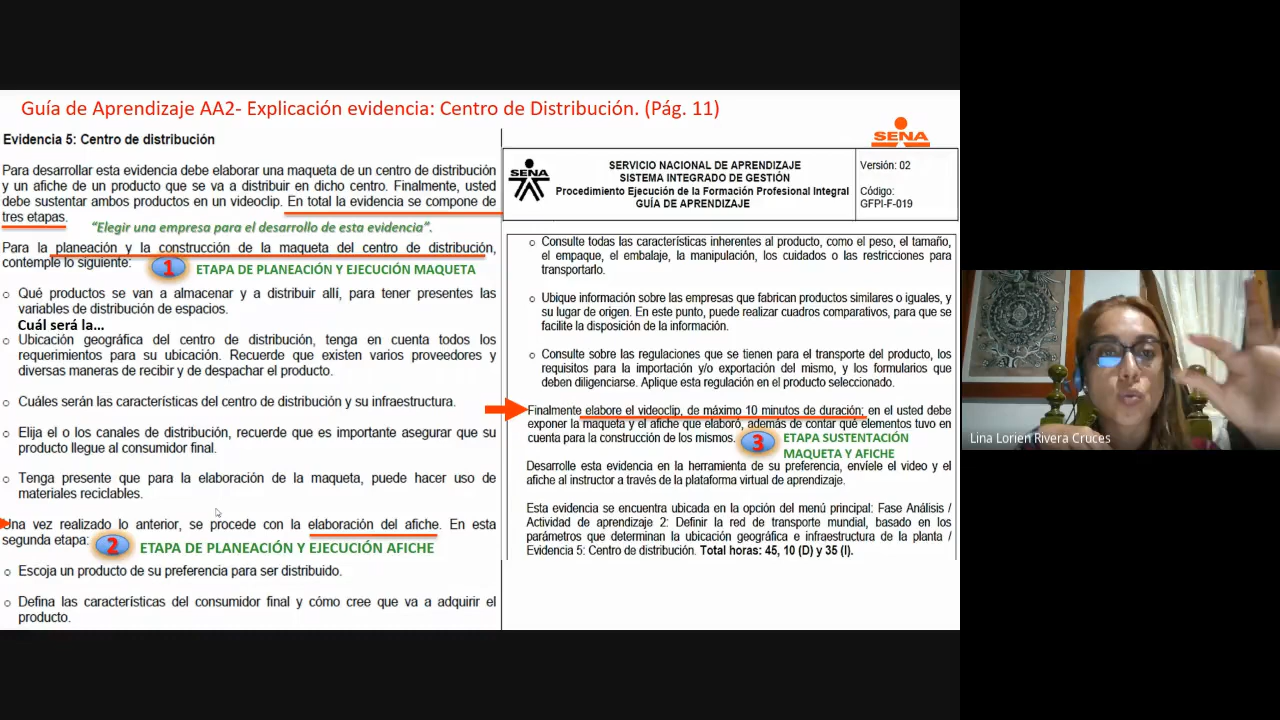 Guía de Aprendizaje AA2- Explicación evidencia: Centro de Distribución. (Pág. 11)
Evidencia 5: Centro de distribución
Para desarrollar esta evidencia debe elaborar una maqueta de un centro de distribución
y un afiche de un producto que se va a distribuir en dicho centro. Finalmente, usted
debe sustentar ambos productos en un videoclip. En total la evidencia se compone de
tres etapas.
“Elegir una empresa para el desarrollo de esta evidencia”.
Para la planeación y la construcción de la maqueta del centro de distribución,
contemple lo siguiente:
1 ETAPA DE PLANEACIÓN Y EJECUCIÓN MAQUETA
o Qué productos se van a almacenar y a distribuir allí, para tener presentes las
variables de distribución de espacios.
Cuál será la...
o Ubicación geográfica del centro de distribución, tenga en cuenta todos los
requerimientos para su ubicación. Recuerde que existen varios proveedores y
diversas maneras de recibir y de despachar el producto.
o Cuáles serán las características del centro de distribución y su infraestructura.
o Elija el o los canales de distribución, recuerde que es importante asegurar que su
producto llegue al consumidor final.
o Tenga presente que para la elaboración de la maqueta, puede hacer uso de
materiales reciclables.
Una vez realizado lo anterior, se procede con la elaboración del afiche. En esta
segunda etapa:
2 ETAPA DE PLANEACIÓN Y EJECUCIÓN AFICHE
o Escoja un producto de su preferencia para ser distribuido.
o Defina las características del consumidor final y cómo cree que va a adquirir el
producto.
SENA
SENA
SERVICIO NACIONAL DE APRENDIZAJE
SISTEMA INTEGRADO DE GESTIÓN
Procedimiento Ejecución de la Formación Profesional Integral
GUÍA DE APRENDIZAJE
Versión: 02
Código:
GFPI-F-019
o Consulte todas las características inherentes al producto, como el peso, el tamaño,
el empaque, el embalaje, la manipulación, los cuidados o las restricciones para
transportarlo.
o Ubique información sobre las empresas que fabrican productos similares o iguales, y
su lugar de origen. En este punto, puede realizar cuadros comparativos, para que se
facilite la disposición de la información.
o Consulte sobre las regulaciones que se tienen para el transporte del producto, los
requisitos para la importación y/o exportación del mismo, y los formularios que
deben diligenciarse. Aplique esta regulación en el producto seleccionado.
Finalmente elabore el videoclip, de máximo 10 minutos de duración; en el usted debe
exponer la maqueta y el afiche que elaboró, además de contar qué elementos tuvo en
cuenta para la construcción de los mismos.
3 ETAPA SUSTENTACIÓN
MAQUETA Y AFICHE
Desarrolle esta evidencia en la herramienta de su preferencia, envíele el video y el
afiche al instructor a través de la plataforma virtual de aprendizaje.
Esta evidencia se encuentra ubicada en la opción del menú principal: Fase Análisis /
Actividad de aprendizaje 2: Definir la red de transporte mundial, basado en los
parámetros que determinan la ubicación geográfica e infraestructura de la planta /
Evidencia 5: Centro de distribución. Total horas: 45, 10 (D) y 35 (I).
Lina Lorien Rivera Cruces